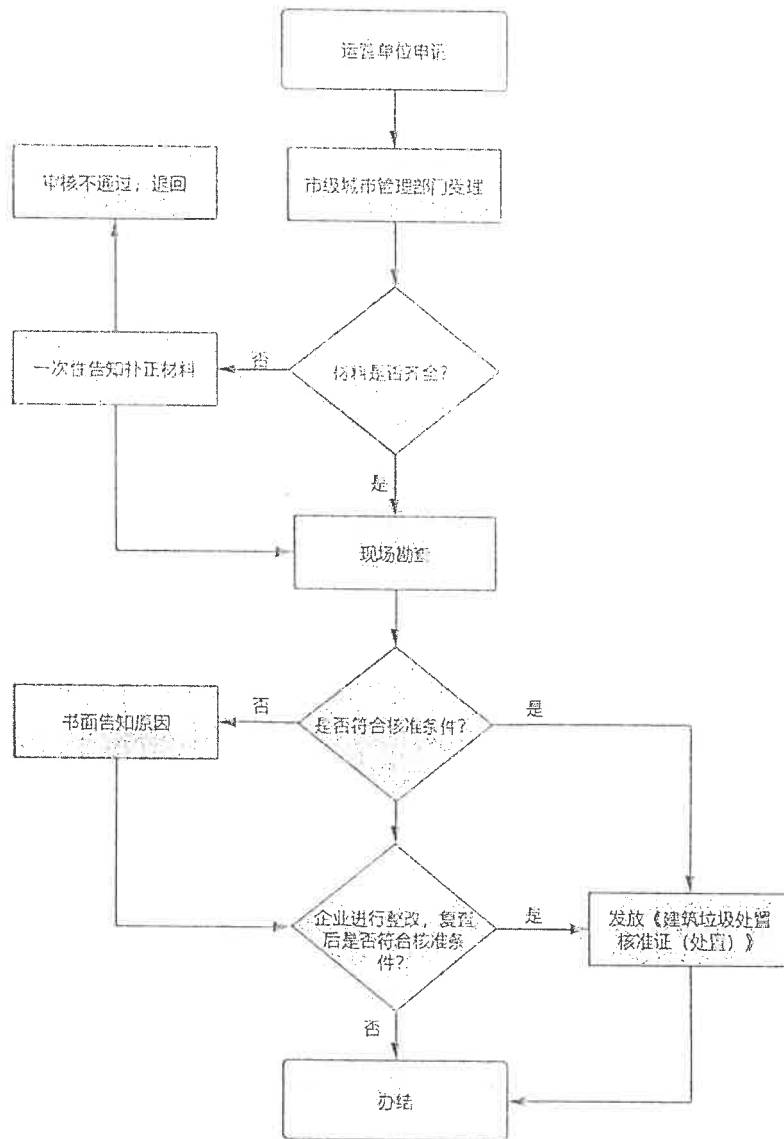 运营单位申请
市级城市管理部门受理
审核不通过，退回
材料是否齐全？
否
一次性告知补正材料
是
现场勘查
是否符合核准条件？
否
书面告知原因
是
企业进行整改，复查
后是否符合核准条
件？
是
发放《建筑垃圾处置
核准证（处置）》
否
办结